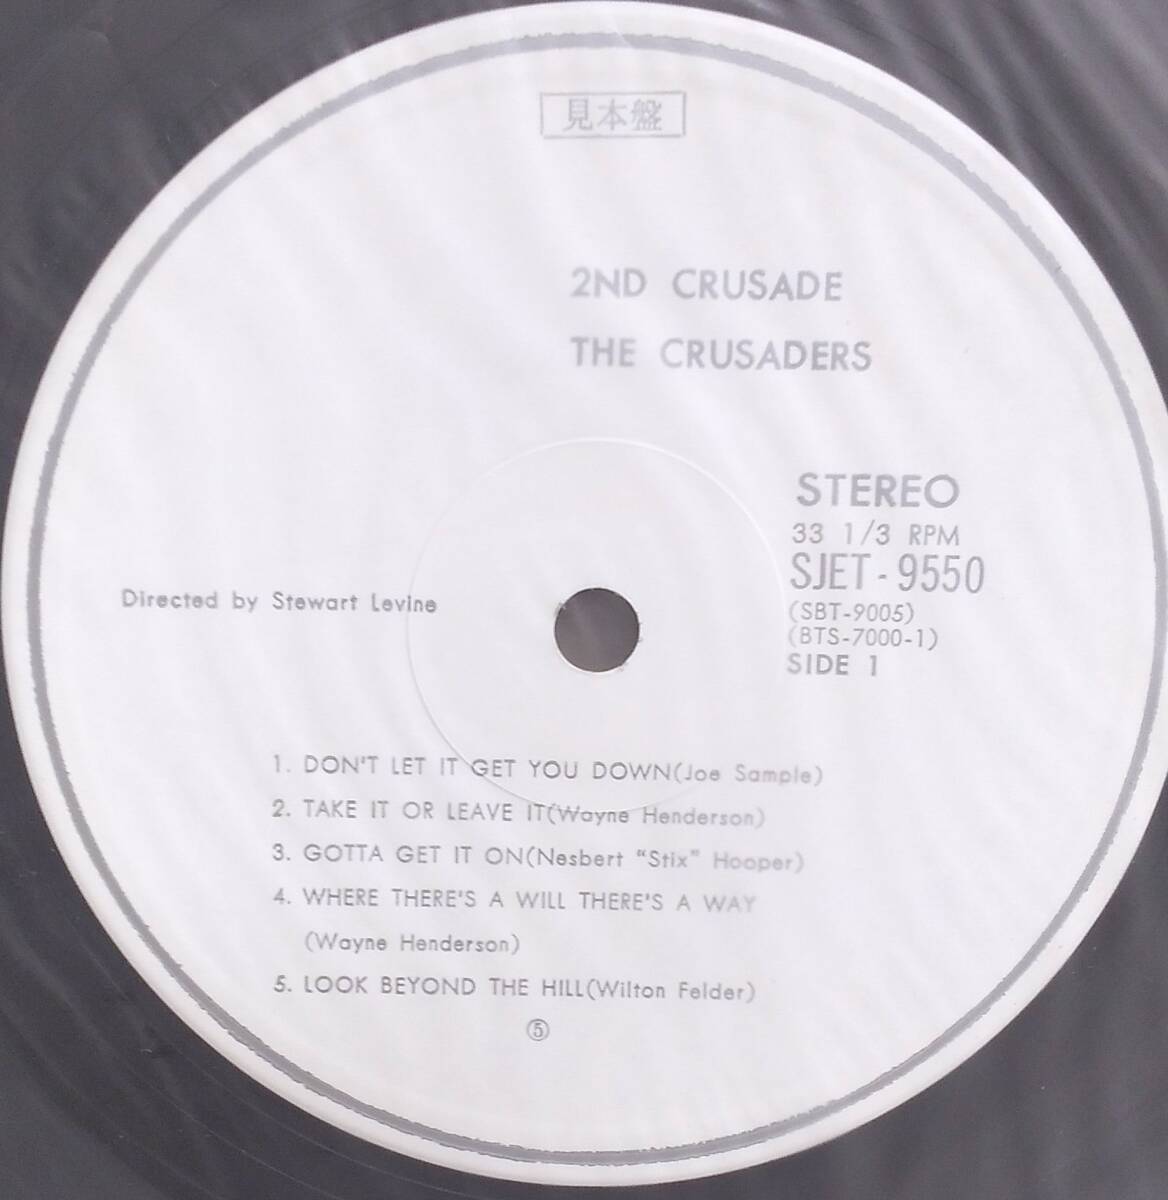 見本盤
2ND CRUSADE
THE CRUSADERS
STEREO
33 1/3 RPM
SJET-9550
(SBT-9005)
(BTS-7000-1)
SIDE 1
Directed by Stewart Levine
1. DON'T LET IT GET YOU DOWN(Joe Sample)
2. TAKE IT OR LEAVE IT(Wayne Henderson)
3. GOTTA GET IT ON(Nesbert “Stix” Hooper)
4. WHERE THERE'S A WILL THERE'S A WAY
(Wayne Henderson)
5. LOOK BEYOND THE HILL(Wilton Felder)
⑤